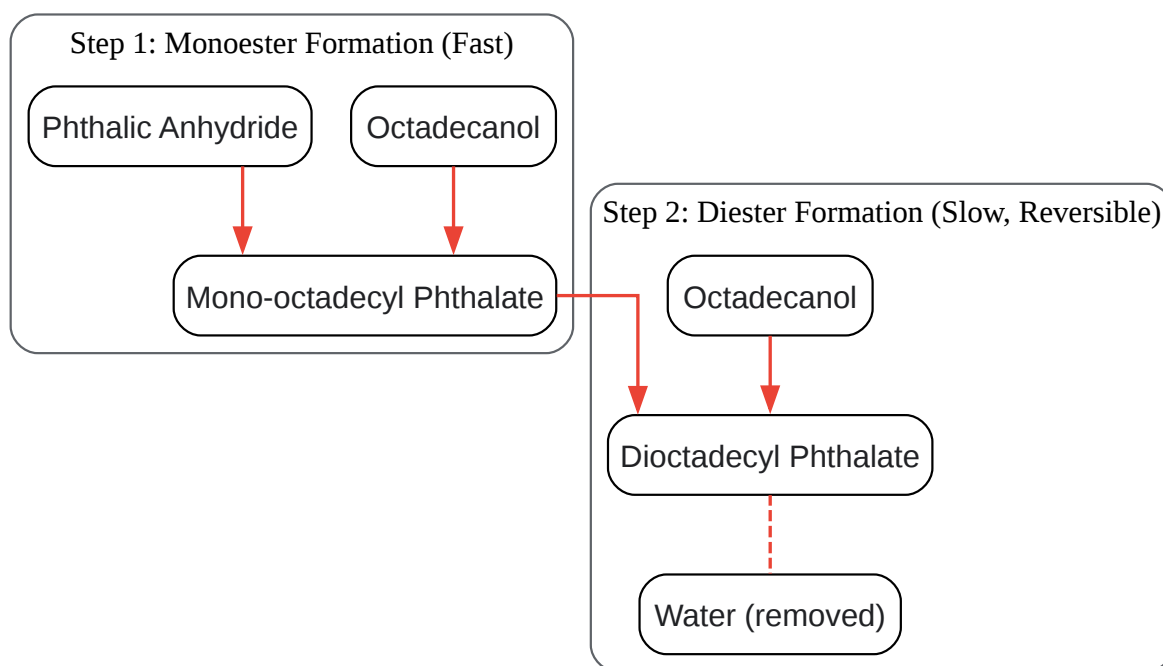 Step 1: Monoester Formation (Fast)
Phthalic Anhydride
Octadecanol
Mono-octadecyl Phthalate
Step 2: Diester Formation (Slow, Reversible)
Octadecanol
Dioctadecyl Phthalate
Water (removed)